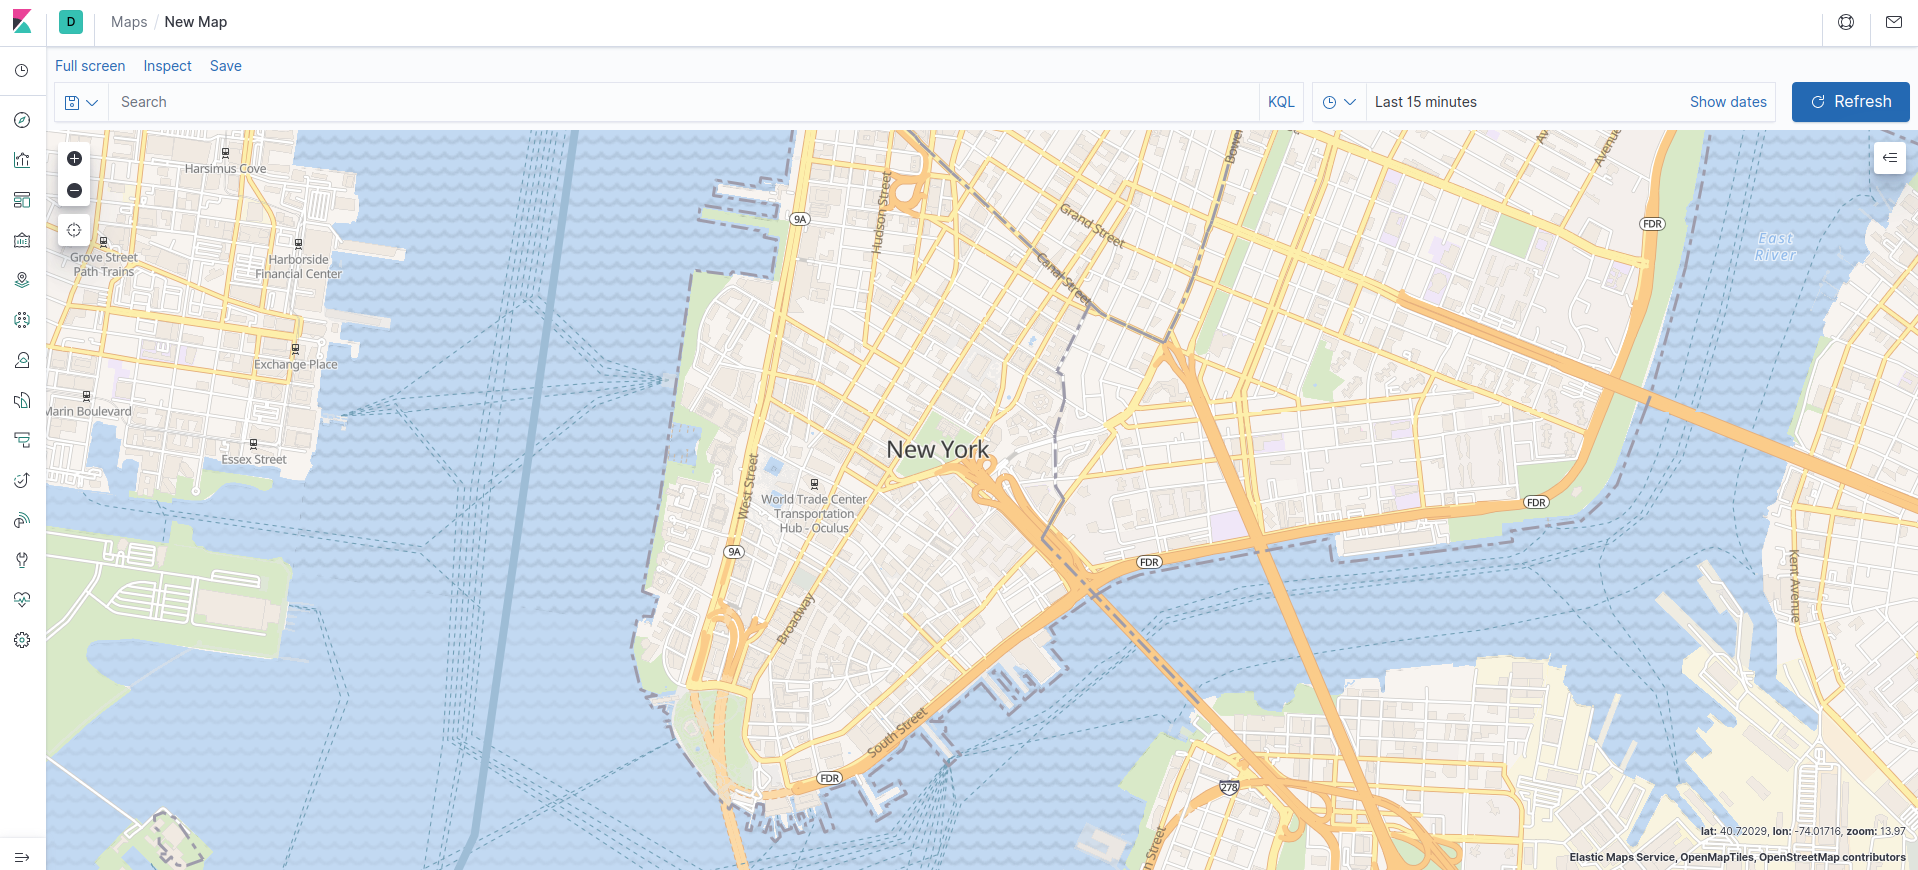 D
Maps / New Map
Full screen Inspect Save
Search
KQL
Last 15 minutes
Show dates
Refresh
Harsimus Cove
Grove Street
Path Trains
Harborside
Financial Center
Exchange Place
Marin Boulevard
Essex Street
9A
Hudson Street
Grand Street
Canal Street
Bower
Av
Avenue
FDR
East
River
New York
West Street
World Trade Center
Transportation
Hub - Oculus
9A
FDR
FDR
Broadway
Kent Avenue
South Street
FDR
278
n Street
lat: 40.72029, lon: -74.01716, zoom: 13.97
Elastic Maps Service, OpenMapTiles, OpenStreetMap contributors